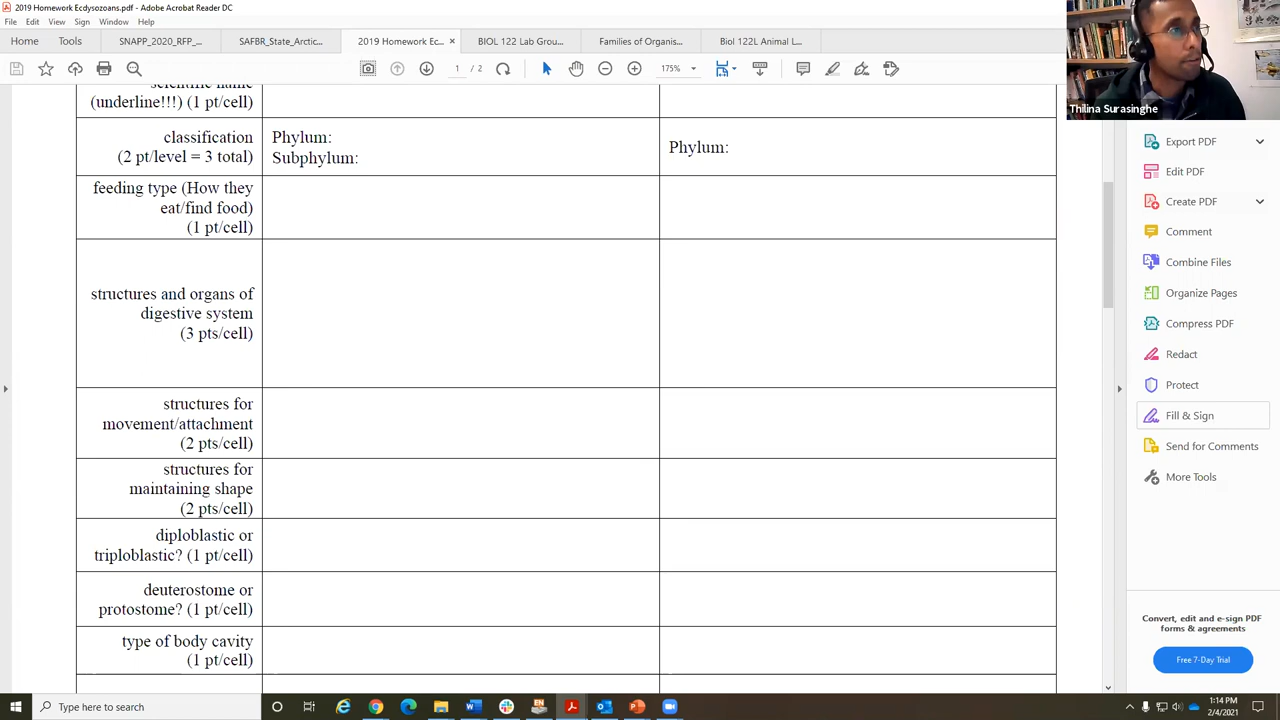 2019 Homework Ecdysozoans.pdf - Adobe Acrobat Reader DC
File Edit View Sign Window Help
Home Tools SNAPP_2020_RFP_... SAFBR_State_Arctic... 2019 Homework Ec... × BIOL 122 Lab Grou... Families of Organis... Biol 122L Animal L...
1 / 2 175%
Thilina Surasinghe
scientific name
(underline!!!) (1 pt/cell)
classification
(2 pt/level = 3 total)
Phylum:
Subphylum:
Phylum:
feeding type (How they
eat/find food)
(1 pt/cell)
structures and organs of
digestive system
(3 pts/cell)
structures for
movement/attachment
(2 pts/cell)
structures for
maintaining shape
(2 pts/cell)
diploblastic or
triploblastic? (1 pt/cell)
deuterostome or
protostome? (1 pt/cell)
type of body cavity
(1 pt/cell)
Export PDF
Edit PDF
Create PDF
Comment
Combine Files
Organize Pages
Compress PDF
Redact
Protect
Fill & Sign
Send for Comments
More Tools
Convert, edit and e-sign PDF
forms & agreements
Free 7-Day Trial
Type here to search
1:14 PM
2/4/2021